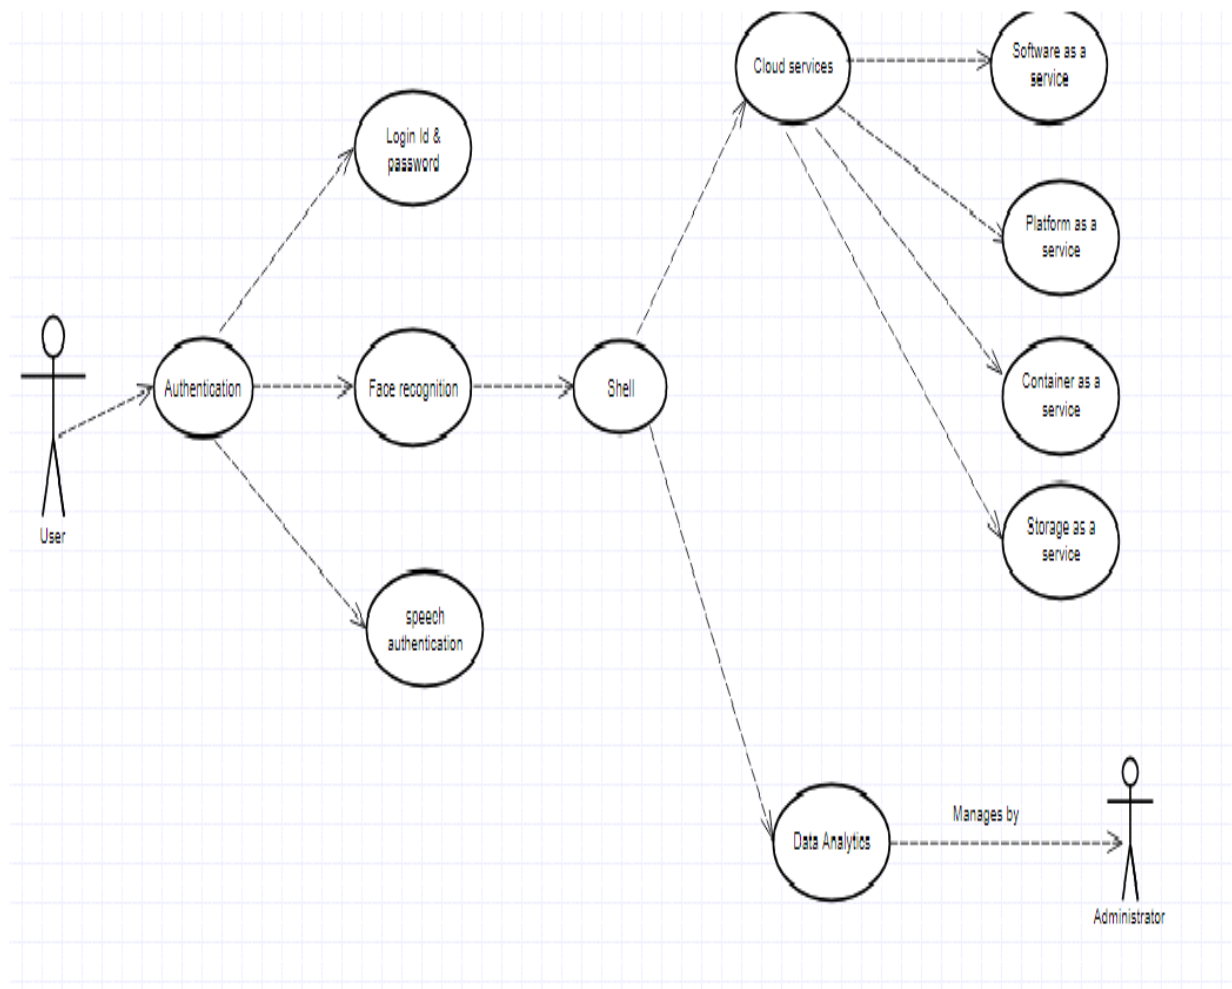 Cloud services
Software as a
service
Login Id &
password
Platform as a
service
Authentication
Face recognition
Shell
Container as a
service
User
Storage as a
service
speech
authentication
Manages by
Data Analytics
Administrator